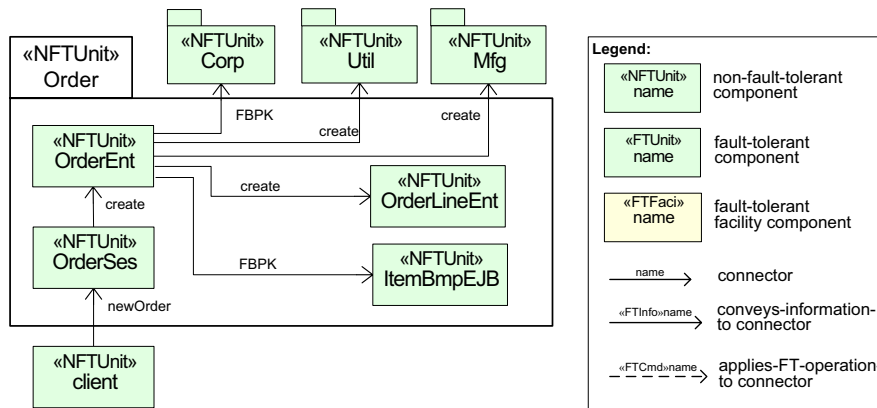 «NFTUnit»
Order
«NFTUnit»
Corp
«NFTUnit»
Util
«NFTUnit»
Mfg
FBPK
create
create
«NFTUnit»
OrderEnt
create
«NFTUnit»
OrderLineEnt
create
«NFTUnit»
OrderSes
FBPK
«NFTUnit»
ItemBmpEJB
newOrder
«NFTUnit»
client
Legend:
«NFTUnit»
name
non-fault-tolerant
component
«FTUnit»
name
fault-tolerant
component
«FTFaci»
name
fault-tolerant
facility component
name
connector
«FTInfo»name
conveys-information-
to connector
«FTCmd»name
applies-FT-operation-
to connector